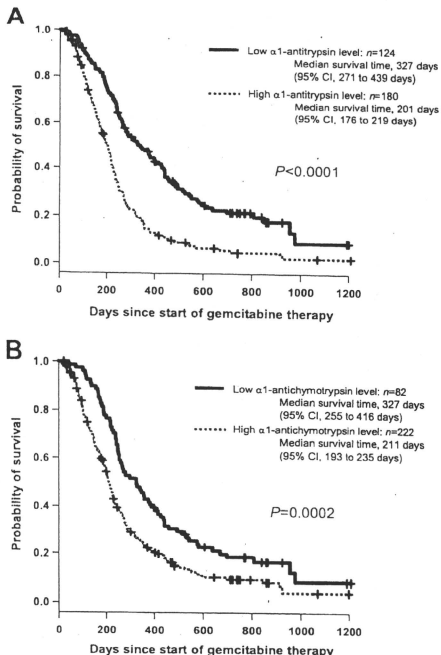 A
Low α1-antitrypsin level: n=124
Median survival time, 327 days
(95% CI, 271 to 439 days)
High α1-antitrypsin level: n=180
Median survival time, 201 days
(95% CI, 176 to 219 days)
P<0.0001
Probability of survival
1.0
0.8
0.6
0.4
0.2
0.0
0 200 400 600 800 1000 1200
Days since start of gemcitabine therapy
B
Low α1-antichymotrypsin level: n=82
Median survival time, 327 days
(95% CI, 255 to 416 days)
High α1-antichymotrypsin level: n=222
Median survival time, 211 days
(95% CI, 193 to 235 days)
P=0.0002
Probability of survival
1.0
0.8
0.6
0.4
0.2
0.0
0 200 400 600 800 1000 1200
Days since start of gemcitabine therapy